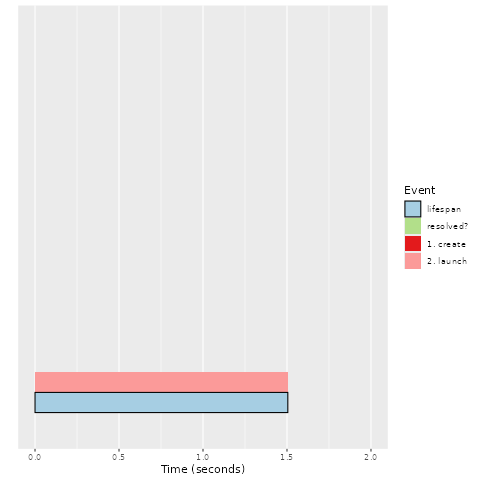 Event
lifespan
resolved?
1. create
2. launch
0.0 0.5 1.0 1.5 2.0
Time (seconds)